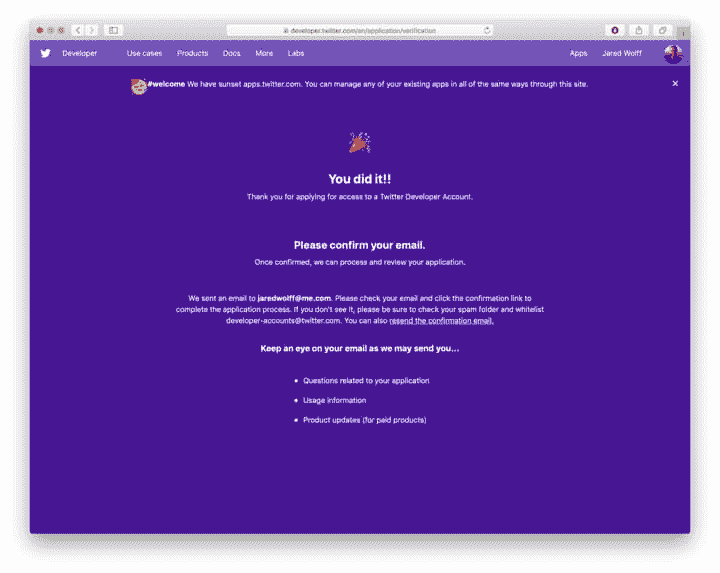 developer.twitter.com/en/application/verification
Developer Use cases Products Docs More Labs Apps Jared Wolff
#welcome We have sunset apps.twitter.com. You can manage any of your existing apps in all of the same ways through this site.
You did it!!
Thank you for applying for access to a Twitter Developer Account.
Please confirm your email.
Once confirmed, we can process and review your application.
We sent an email to jaredwolff@me.com. Please check your email and click the confirmation link to
complete the application process. If you don't see it, please be sure to check your spam folder and whitelist
developer-accounts@twitter.com. You can also resend the confirmation email.
Keep an eye on your email as we may send you...
Questions related to your application
Usage information
Product updates (for paid products)